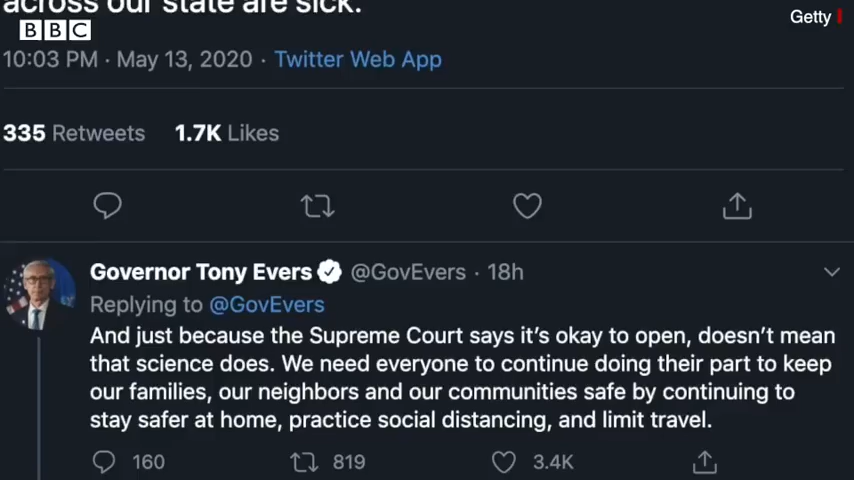 across our state are sick.
BBC
Getty
10:03 PM · May 13, 2020 · Twitter Web App
335 Retweets 1.7K Likes
Governor Tony Evers @GovEvers · 18h
Replying to @GovEvers
And just because the Supreme Court says it's okay to open, doesn't mean
that science does. We need everyone to continue doing their part to keep
our families, our neighbors and our communities safe by continuing to
stay safer at home, practice social distancing, and limit travel.
160 819 3.4K